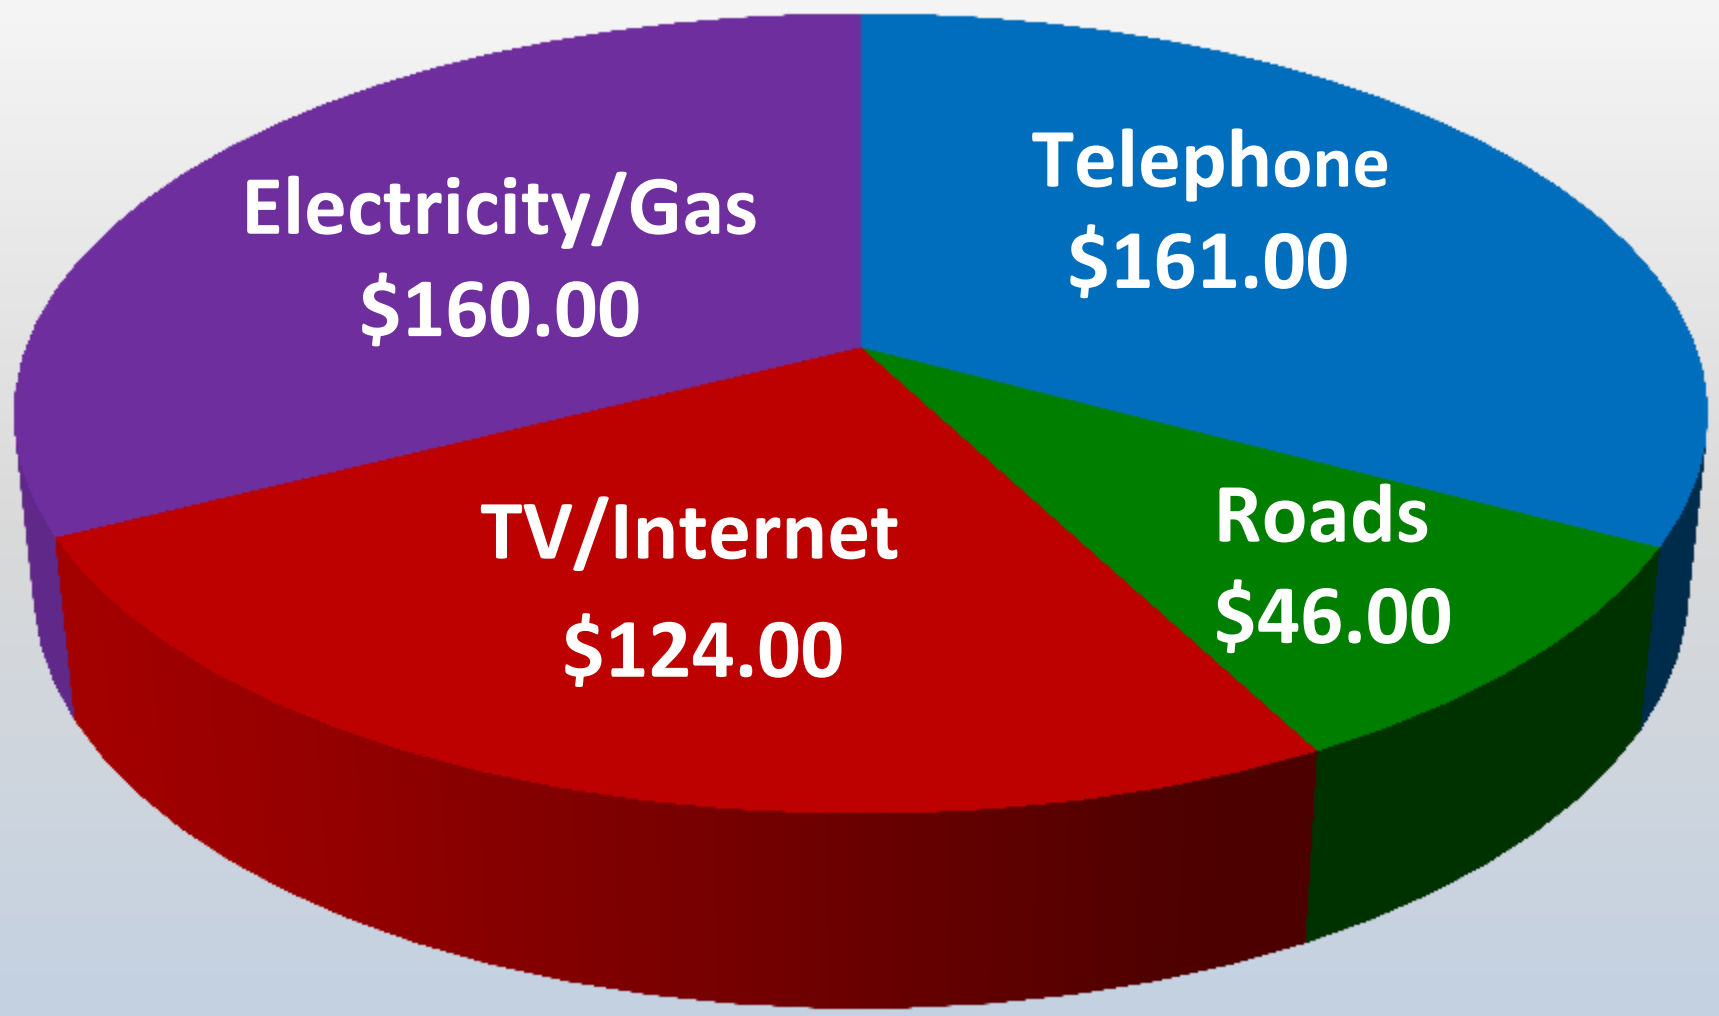 Electricity/Gas
$160.00
Telephone
$161.00
TV/Internet
$124.00
Roads
$46.00